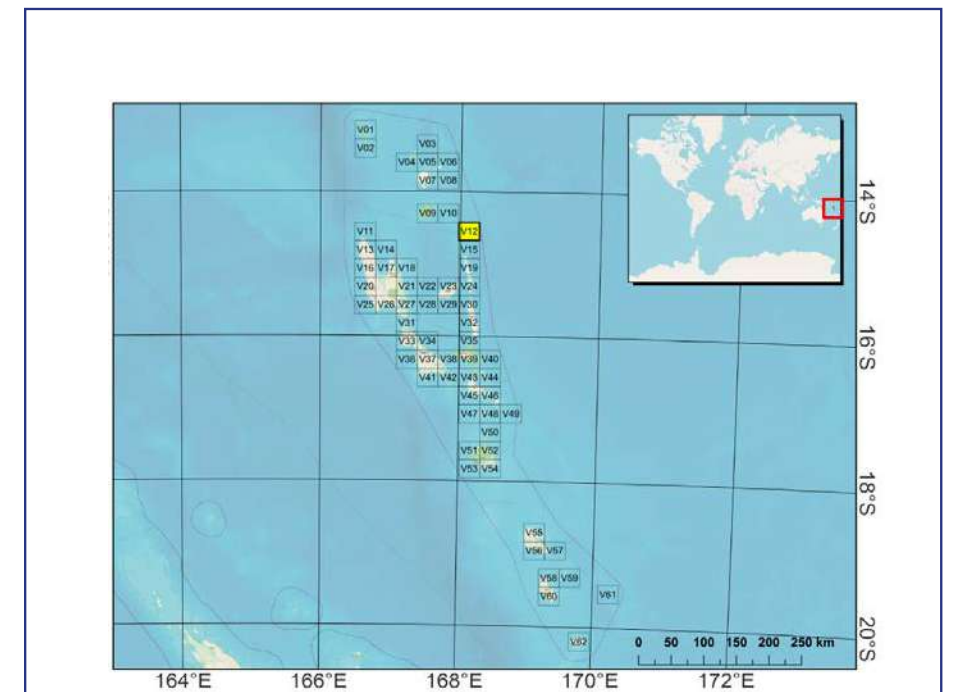 V01
V02
V03
V04 V05 V06
V07 V08
14°S
V09 V10
V11
V12
V13 V14
V15
V16 V17 V18
V19
V20
V21 V22 V23 V24
V25 V26 V27 V28 V29 V30
V31
V32
16°S
V33 V34
V35
V36 V37 V38 V39 V40
V41 V42 V43 V44
V45 V46
V47 V48 V49
V50
V51 V52
V53 V54
18°S
V55
V56 V57
V58 V59
V60
V61
V62
20°S
0 50 100 150 200 250 km
164°E 166°E 168°E 170°E 172°E